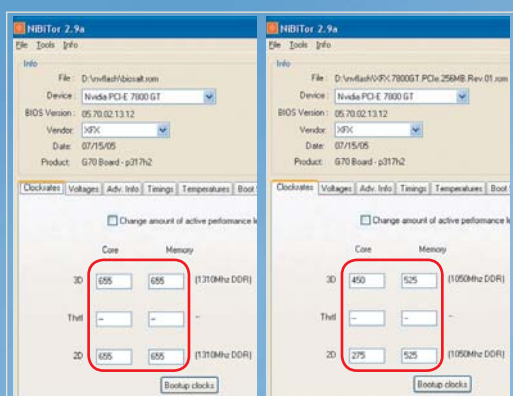 NiBiTor 2.9a
File Tools Info
Info
File: D:\nvflash\biosalt.rom
Device: Nvidia PCI-E 7800 GT
BIOS Version: 05.70.02.13.12
Vendor: XFX
Date: 07/15/05
Product: G70 Board - p317h2
Clockrates Voltages Adv. Info Timings Temperatures Boot
Change amount of active performance le
Core Memory
3D 655 655 (1310Mhz DDR)
Thrtl - - --
2D 655 655 (1310Mhz DDR)
Bootup clocks
NiBiTor 2.9a
File Tools Info
Info
File: D:\nvflash\XFX.7800GT.PCIe.256MB.Rev.01.rom
Device: Nvidia PCI-E 7800 GT
BIOS Version: 05.70.02.13.12
Vendor: XFX
Date: 07/15/05
Product: G70 Board - p317h2
Clockrates Voltages Adv. Info Timings Temperatures Boot
Change amount of active performance le
Core Memory
3D 450 525 (1050Mhz DDR)
Thrtl - - --
2D 275 525 (1050Mhz DDR)
Bootup clocks